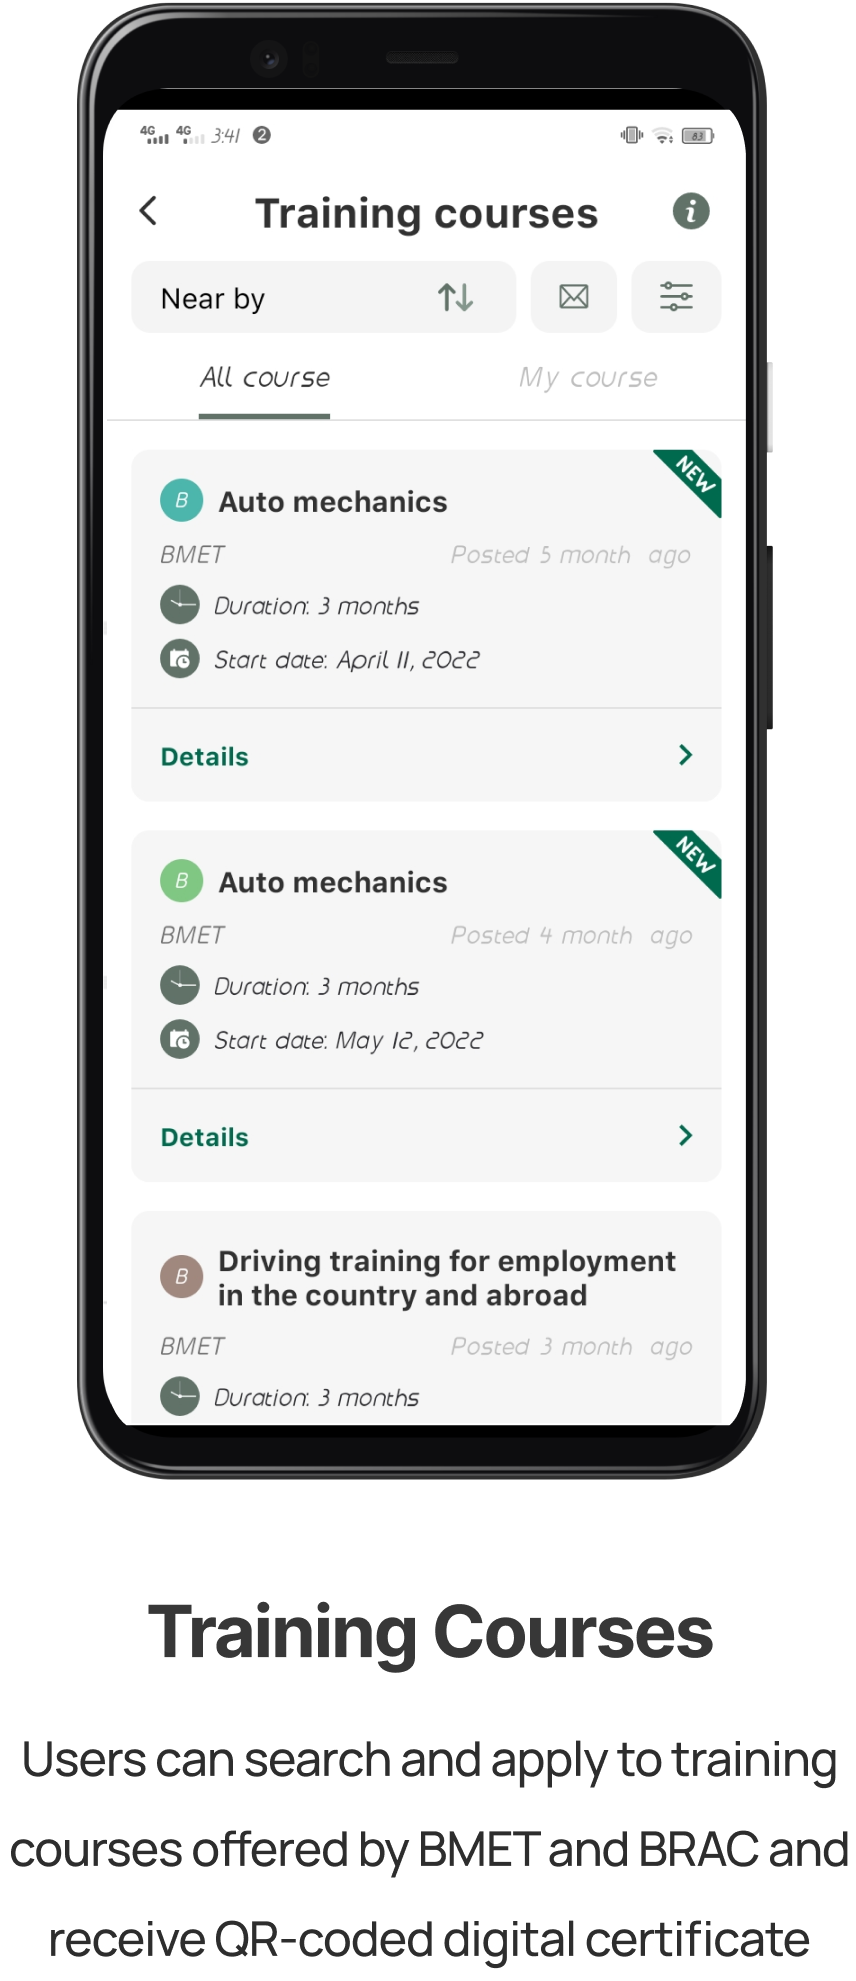 4G 4G 3:41 2 83
Training courses i
Near by
All course My course
NEW
B Auto mechanics
BMET Posted 5 month ago
Duration: 3 months
Start date: April 11, 2022
Details
NEW
B Auto mechanics
BMET Posted 4 month ago
Duration: 3 months
Start date: May 12, 2022
Details
Driving training for employment
B in the country and abroad
BMET Posted 3 month ago
Duration: 3 months
Training Courses
Users can search and apply to training
courses offered by BMET and BRAC and
receive QR-coded digital certificate